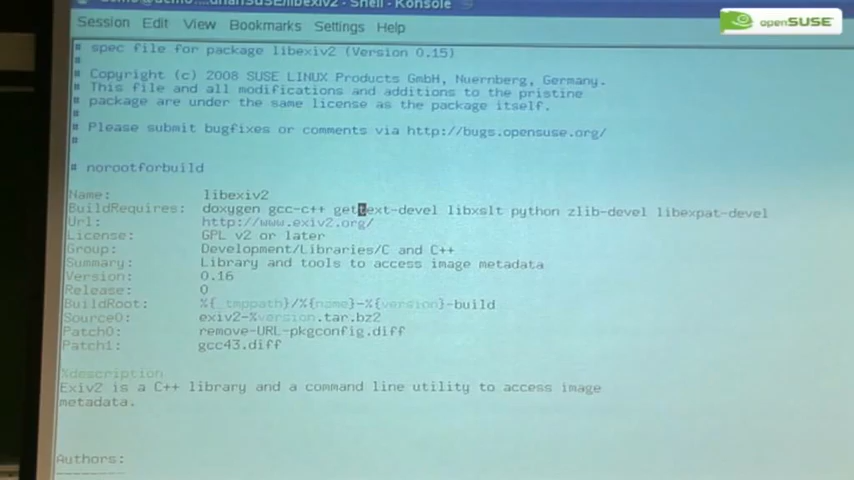 libexiv2 - Shell - Konsole
Session Edit View Bookmarks Settings Help
openSUSE
# spec file for package libexiv2 (Version 0.15)
#
# Copyright (c) 2008 SUSE LINUX Products GmbH, Nuernberg, Germany.
# This file and all modifications and additions to the pristine
# package are under the same license as the package itself.
#
# Please submit bugfixes or comments via http://bugs.opensuse.org/
#
# norootforbuild
Name: libexiv2
BuildRequires: doxygen gcc-c++ gettext-devel libxslt python zlib-devel libexpat-devel
Url: http://www.exiv2.org/
License: GPL v2 or later
Group: Development/Libraries/C and C++
Summary: Library and tools to access image metadata
Version: 0.16
Release: 0
BuildRoot: %{_tmppath}/%{name}-%{version}-build
Source0: exiv2-%version.tar.bz2
Patch0: remove-URL-pkgconfig.diff
Patch1: gcc43.diff
%description
Exiv2 is a C++ library and a command line utility to access image
metadata.
Authors:
--------